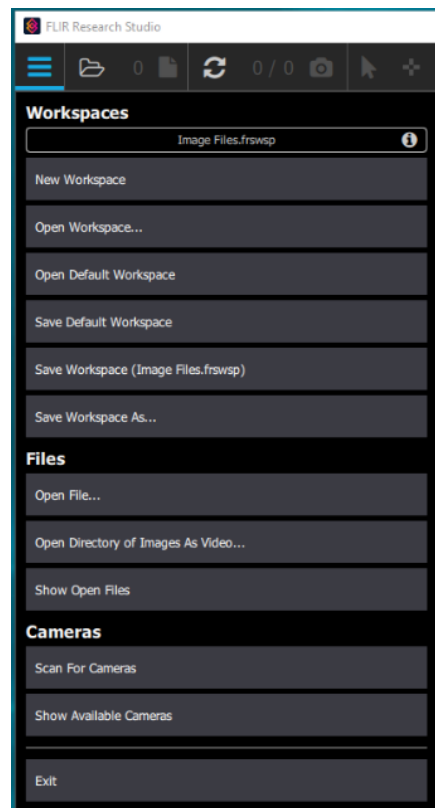 FLIR Research Studio
0 0 / 0
Workspaces
Image Files.frswsp
New Workspace
Open Workspace...
Open Default Workspace
Save Default Workspace
Save Workspace (Image Files.frswsp)
Save Workspace As...
Files
Open File...
Open Directory of Images As Video...
Show Open Files
Cameras
Scan For Cameras
Show Available Cameras
Exit